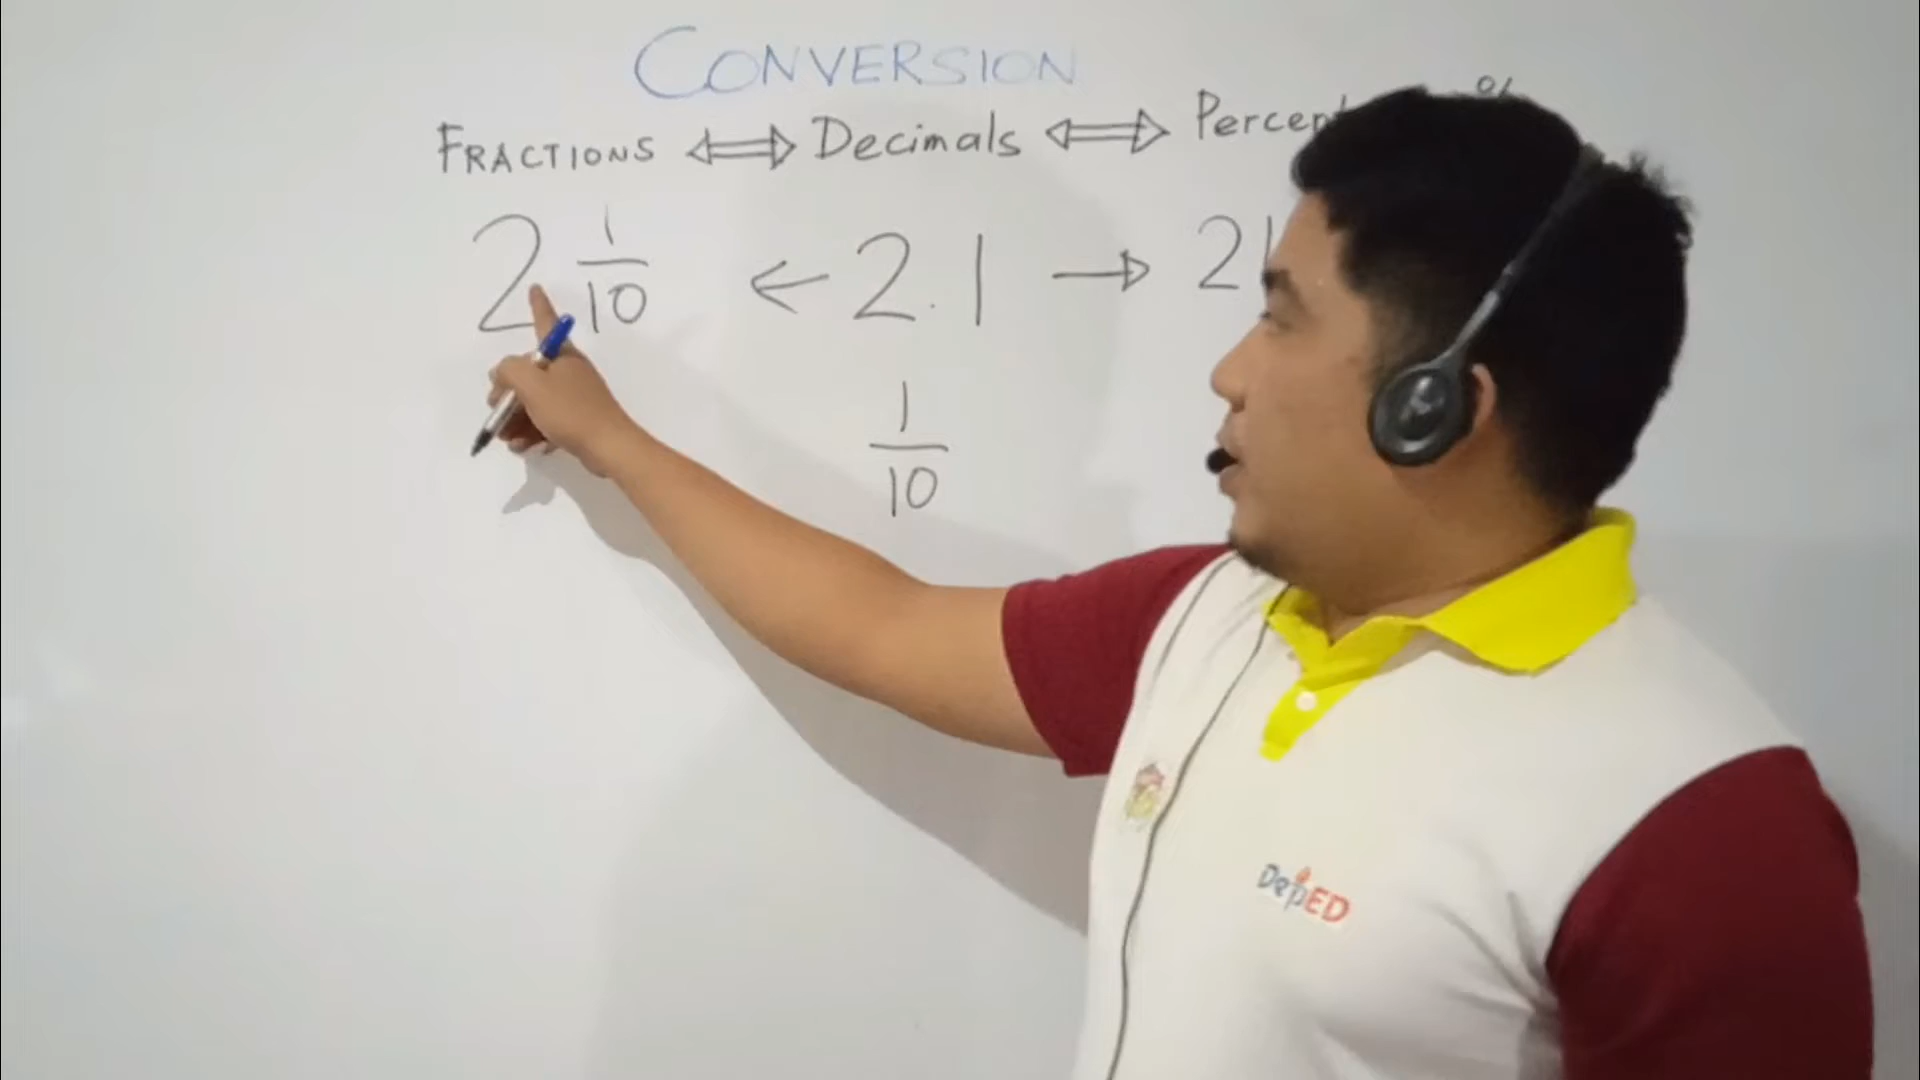 CONVERSION
FRACTIONS ⇔ Decimals ⇔ Percent %
2 1/10 ← 2.1 → 21
1/10
DepED